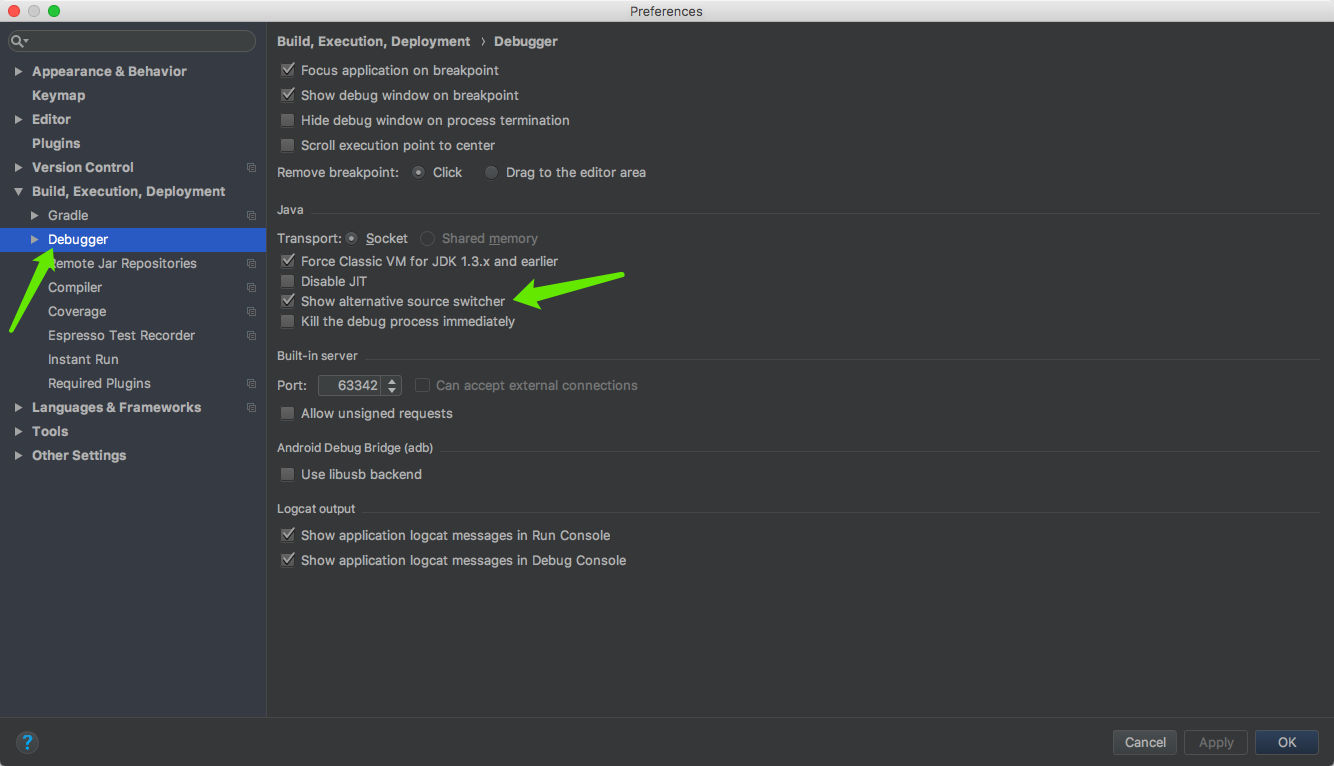 Preferences
Appearance & Behavior
Keymap
Editor
Plugins
Version Control
Build, Execution, Deployment
Gradle
Debugger
emote Jar Repositories
Compiler
Coverage
Espresso Test Recorder
Instant Run
Required Plugins
Languages & Frameworks
Tools
Other Settings
Build, Execution, Deployment › Debugger
Focus application on breakpoint
Show debug window on breakpoint
Hide debug window on process termination
Scroll execution point to center
Remove breakpoint: Click Drag to the editor area
Java
Transport: Socket Shared memory
Force Classic VM for JDK 1.3.x and earlier
Disable JIT
Show alternative source switcher
Kill the debug process immediately
Built-in server
Port: 63342 Can accept external connections
Allow unsigned requests
Android Debug Bridge (adb)
Use libusb backend
Logcat output
Show application logcat messages in Run Console
Show application logcat messages in Debug Console
? Cancel Apply OK